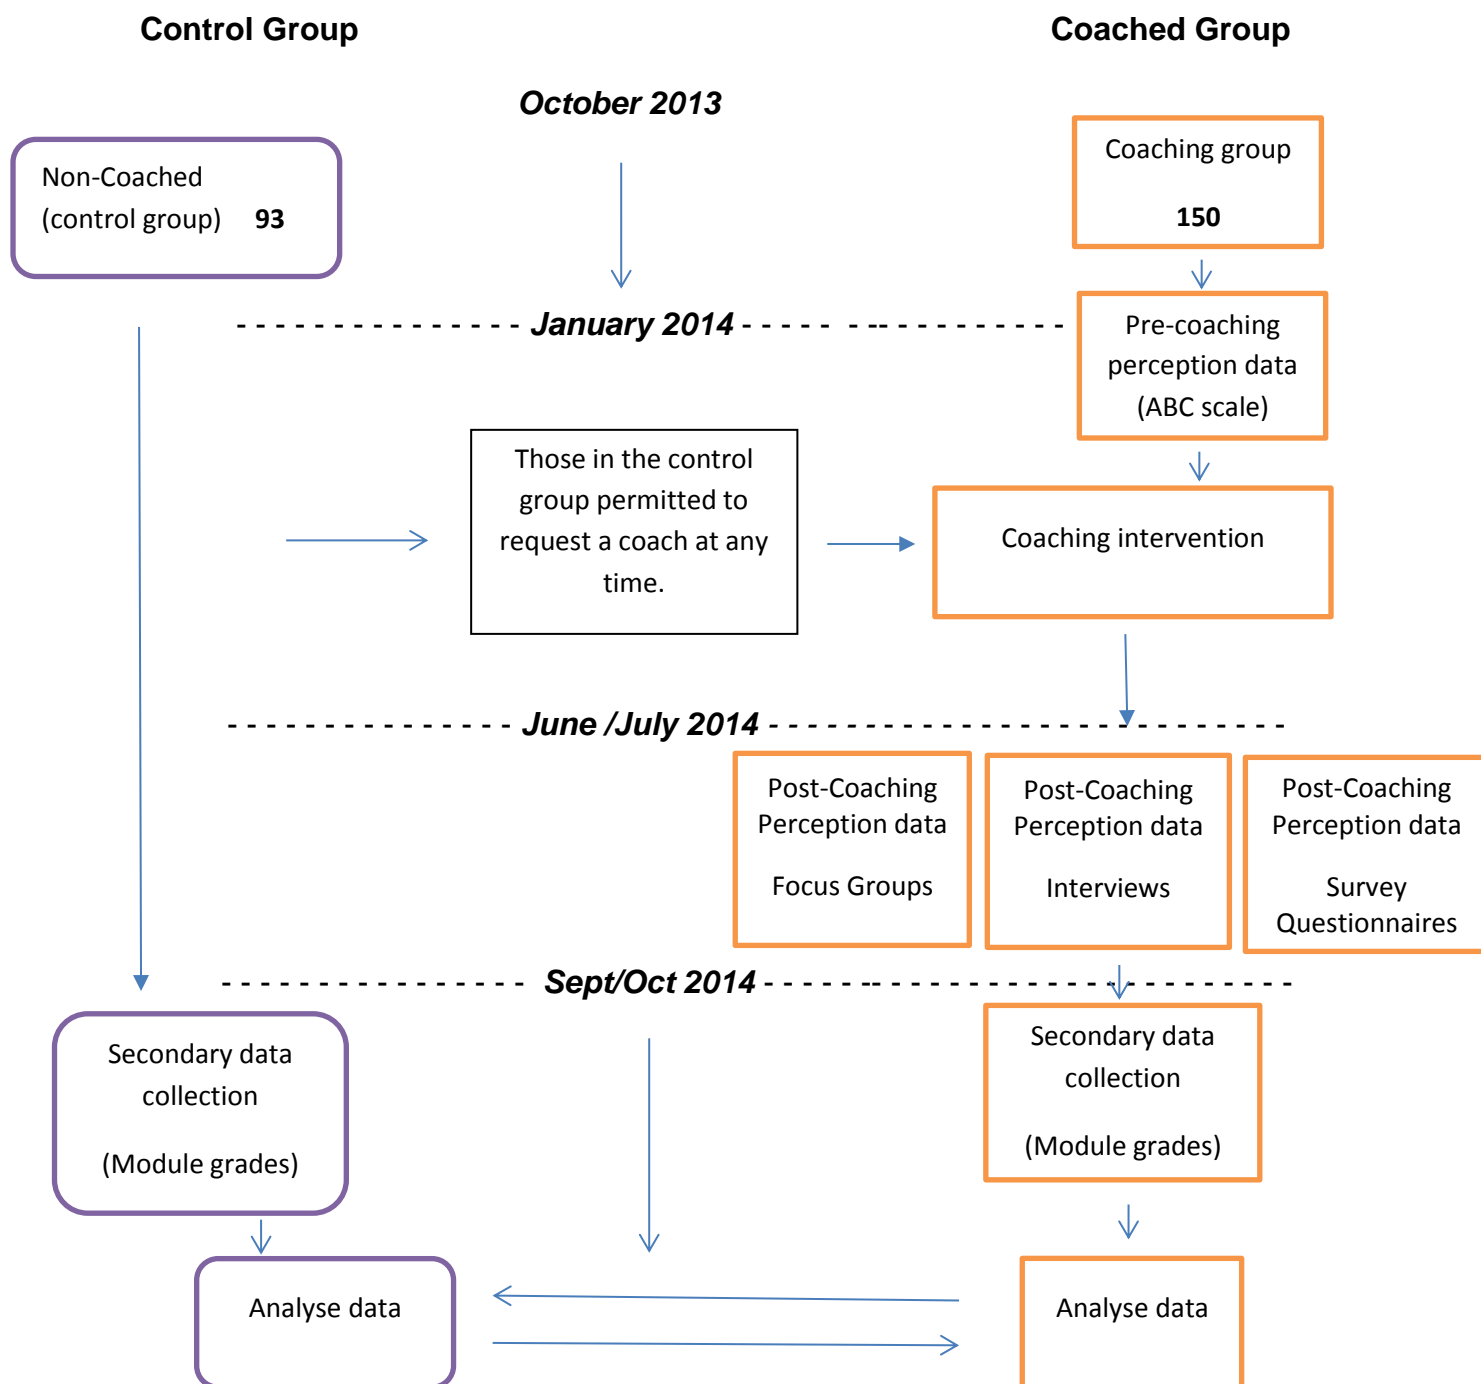 Control Group
Coached Group
October 2013
Non-Coached
(control group) 93
Coaching group
150
January 2014
Pre-coaching
perception data
(ABC scale)
Those in the control
group permitted to
request a coach at any
time.
Coaching intervention
June /July 2014
Post-Coaching
Perception data
Focus Groups
Post-Coaching
Perception data
Interviews
Post-Coaching
Perception data
Survey
Questionnaires
Sept/Oct 2014
Secondary data
collection
(Module grades)
Secondary data
collection
(Module grades)
Analyse data
Analyse data